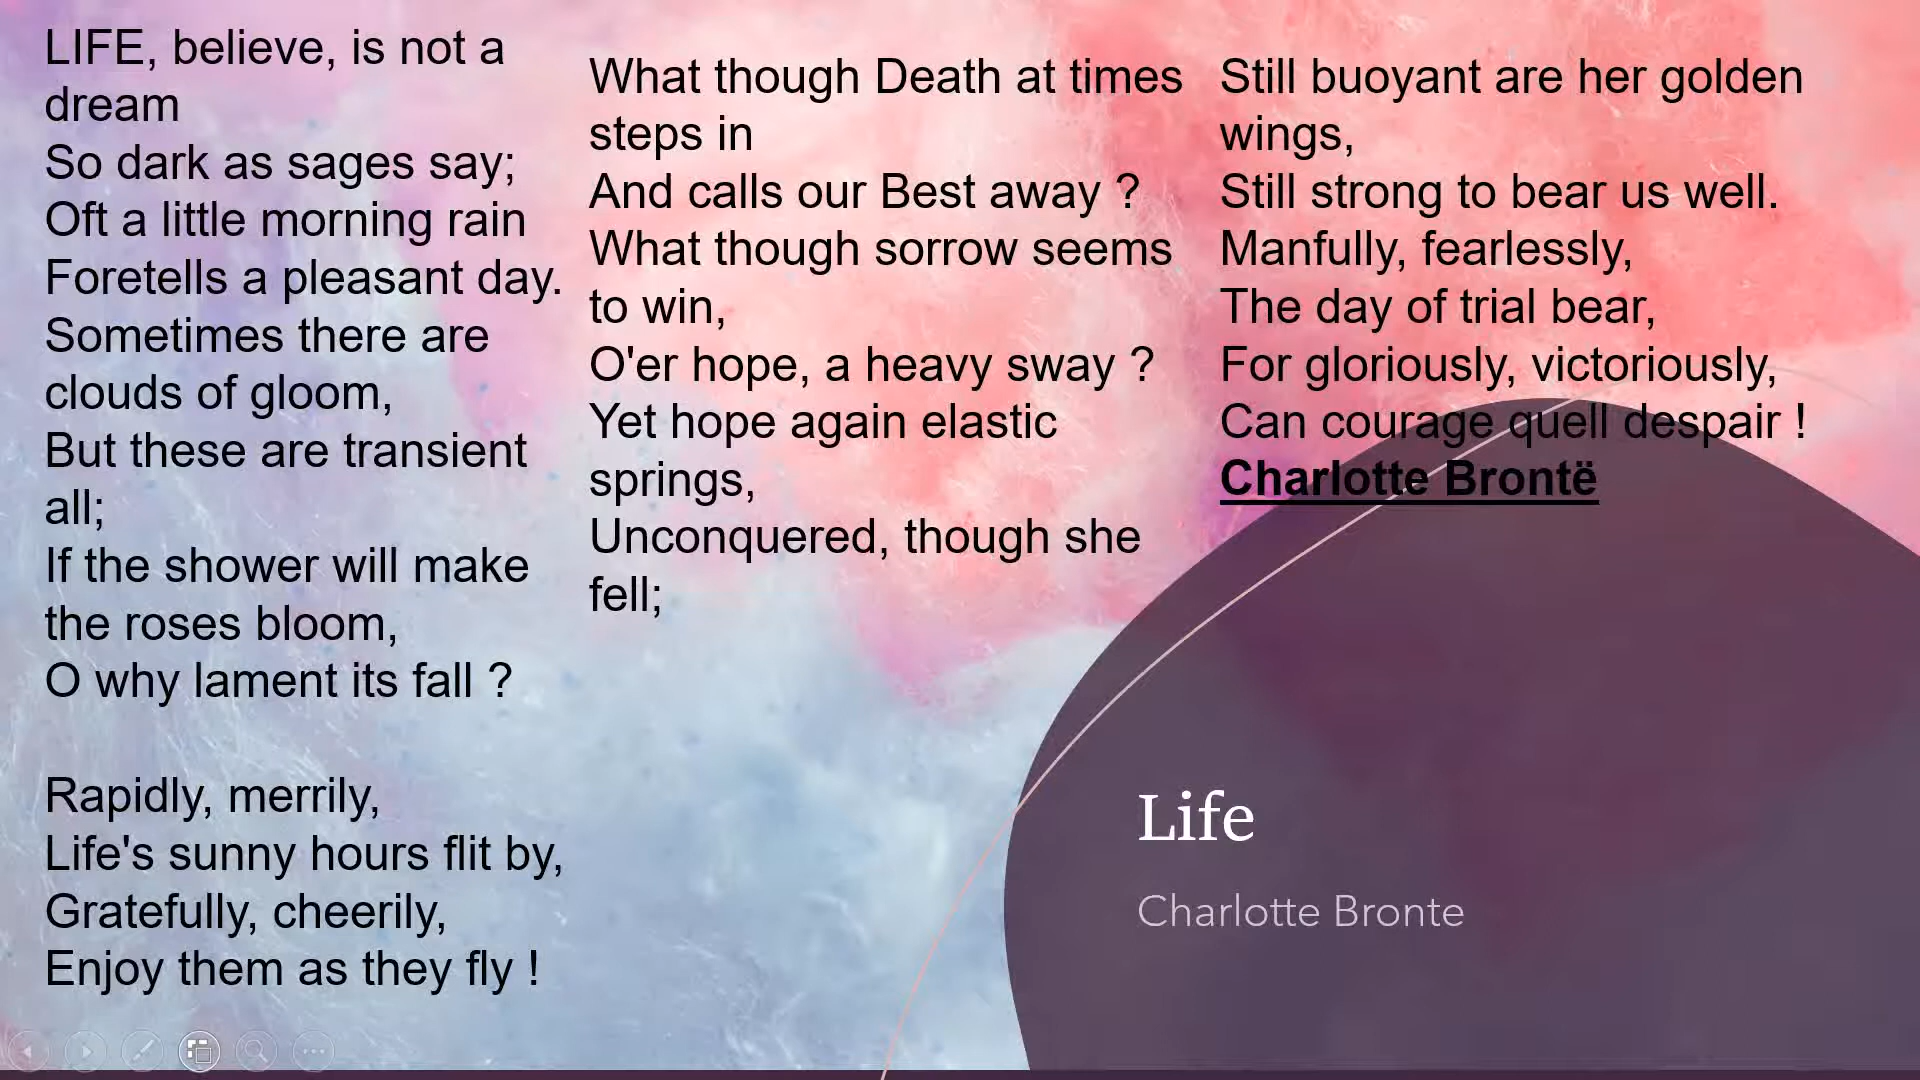 LIFE, believe, is not a
dream
So dark as sages say;
Oft a little morning rain
Foretells a pleasant day.
Sometimes there are
clouds of gloom,
But these are transient
all;
If the shower will make
the roses bloom,
O why lament its fall ?
Rapidly, merrily,
Life's sunny hours flit by,
Gratefully, cheerily,
Enjoy them as they fly !
What though Death at times
steps in
And calls our Best away ?
What though sorrow seems
to win,
O'er hope, a heavy sway ?
Yet hope again elastic
springs,
Unconquered, though she
fell;
Still buoyant are her golden
wings,
Still strong to bear us well.
Manfully, fearlessly,
The day of trial bear,
For gloriously, victoriously,
Can courage quell despair !
Charlotte Brontë
Life
Charlotte Bronte